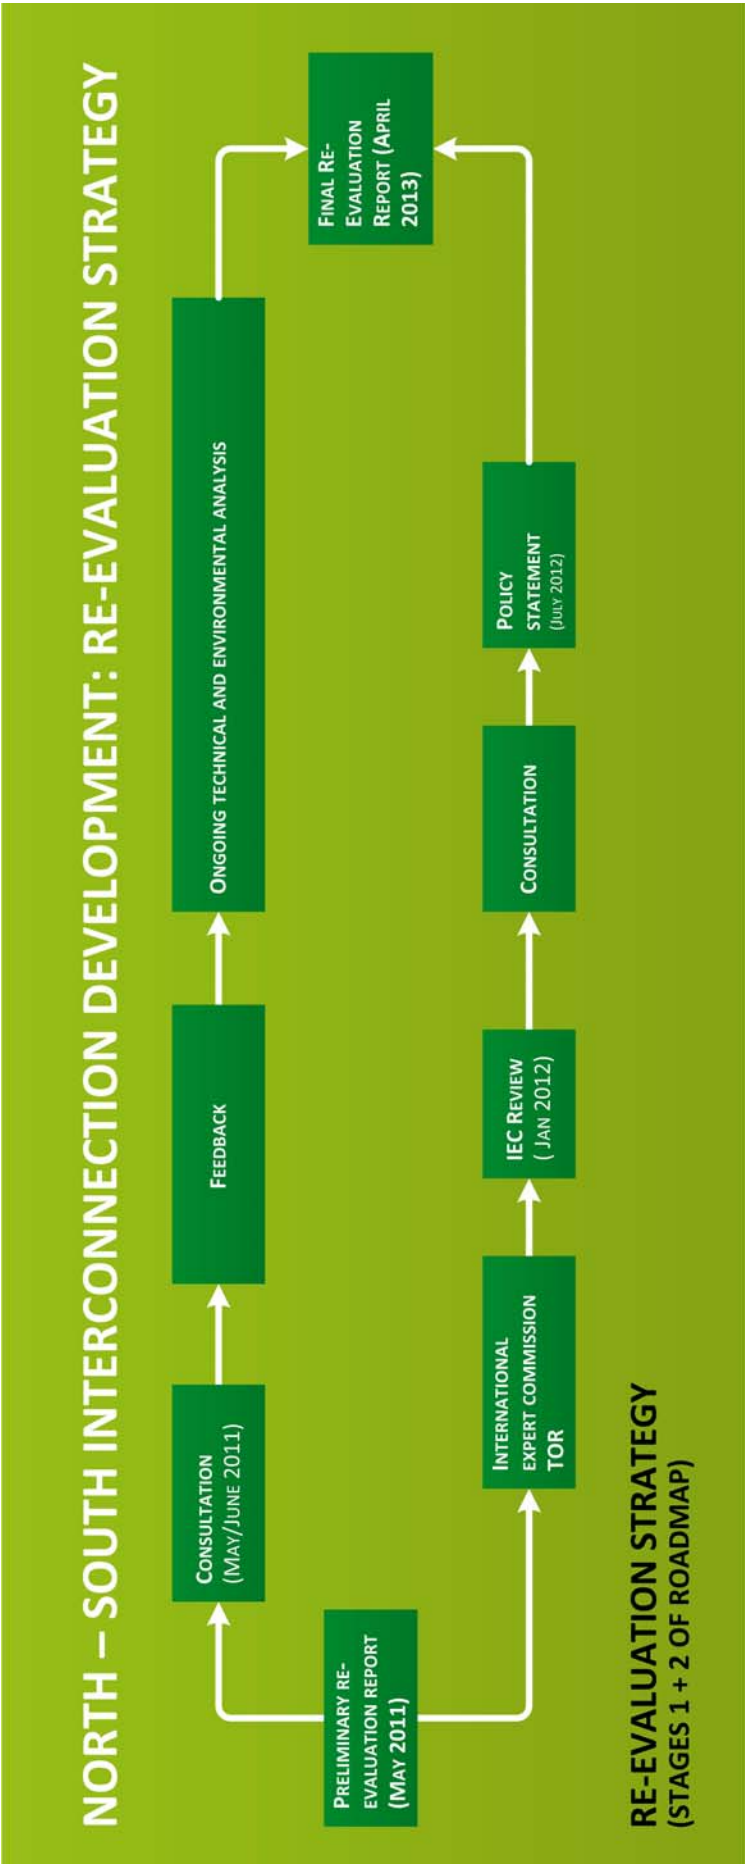 NORTH – SOUTH INTERCONNECTION DEVELOPMENT: RE-EVALUATION STRATEGY
PRELIMINARY RE-
EVALUATION REPORT
(MAY 2011)
CONSULTATION
(MAY/JUNE 2011)
FEEDBACK
ONGOING TECHNICAL AND ENVIRONMENTAL ANALYSIS
FINAL RE-
EVALUATION
REPORT (APRIL
2013)
INTERNATIONAL
EXPERT COMMISSION
TOR
IEC REVIEW
( JAN 2012)
CONSULTATION
POLICY
STATEMENT
(JULY 2012)
RE-EVALUATION STRATEGY
(STAGES 1 + 2 OF ROADMAP)